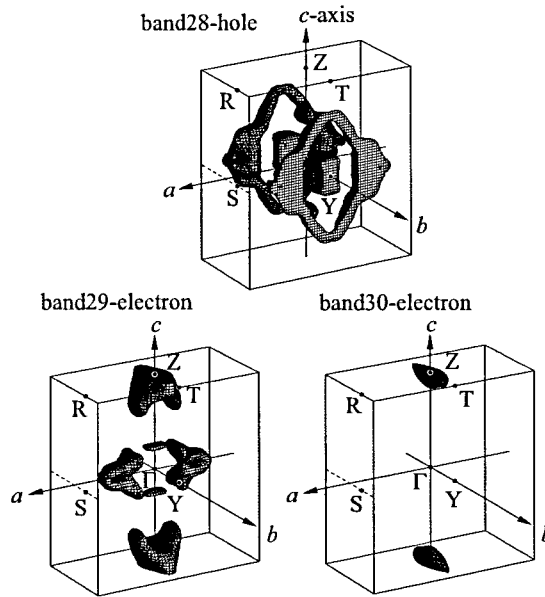 band28-hole
c-axis
Z
R
T
a
S
Y
b
band29-electron
c
Z
R
T
Γ
a
S
Y
b
band30-electron
c
Z
R
T
a
Γ
S
Y
b